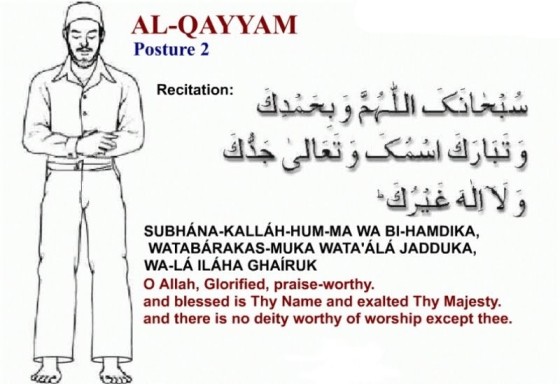 AL-QAYYAM
Posture 2
Recitation:
سُبْحَانَكَ اللّٰهُمَّ وَ بِحَمْدِكَ
وَ تَبَارَكَ اسْمُكَ وَ تَعَالىٰ جَدُّكَ
وَ لَآ اِلٰهَ غَيْرُكَ ؕ
SUBHÁNA-KALLÁH-HUM-MA WA BI-HAMDIKA,
WATABÁRAKAS-MUKA WATA'ÁLÁ JADDUKA,
WA-LÁ ILÁHA GHAÍRUK
O Allah, Glorified, praise-worthy.
and blessed is Thy Name and exalted Thy Majesty.
and there is no deity worthy of worship except thee.